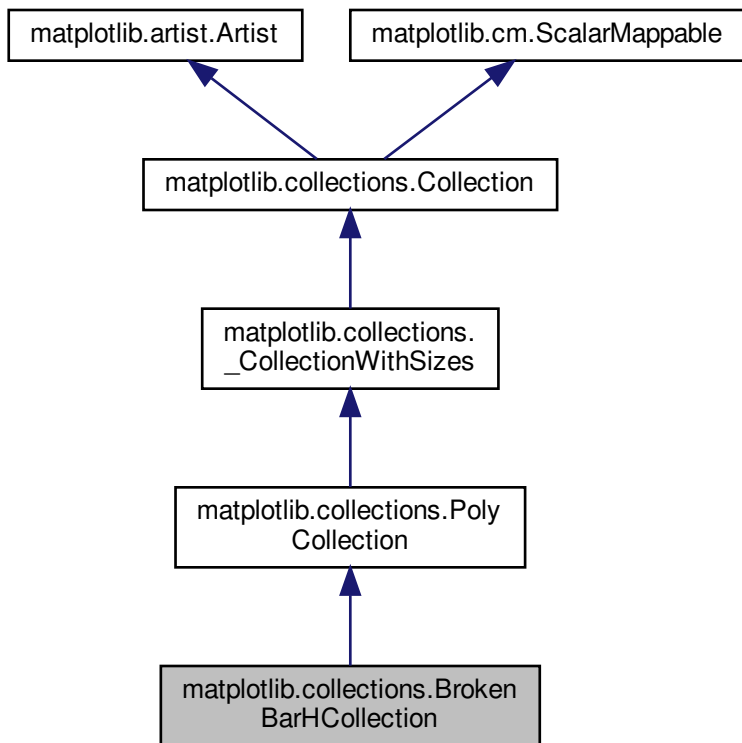 matplotlib.artist.Artist
matplotlib.cm.ScalarMappable
matplotlib.collections.Collection
matplotlib.collections.
_CollectionWithSizes
matplotlib.collections.Poly
Collection
matplotlib.collections.Broken
BarHCollection